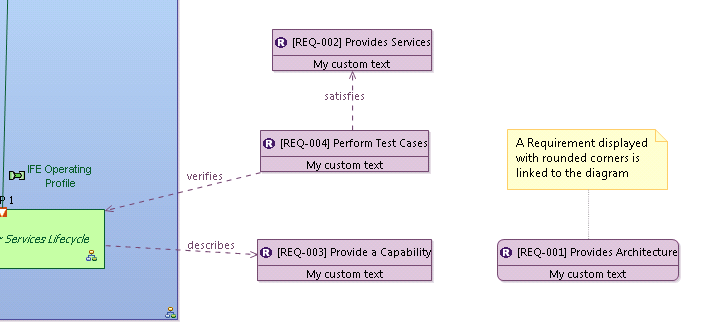 R [REQ-002] Provides Services
My custom text
satisfies
R [REQ-004] Perform Test Cases
My custom text
A Requirement displayed
with rounded corners is
linked to the diagram
IFE Operating
Profile
verifies
P 1
Services Lifecycle
describes
R [REQ-003] Provide a Capability
My custom text
R [REQ-001] Provides Architecture
My custom text